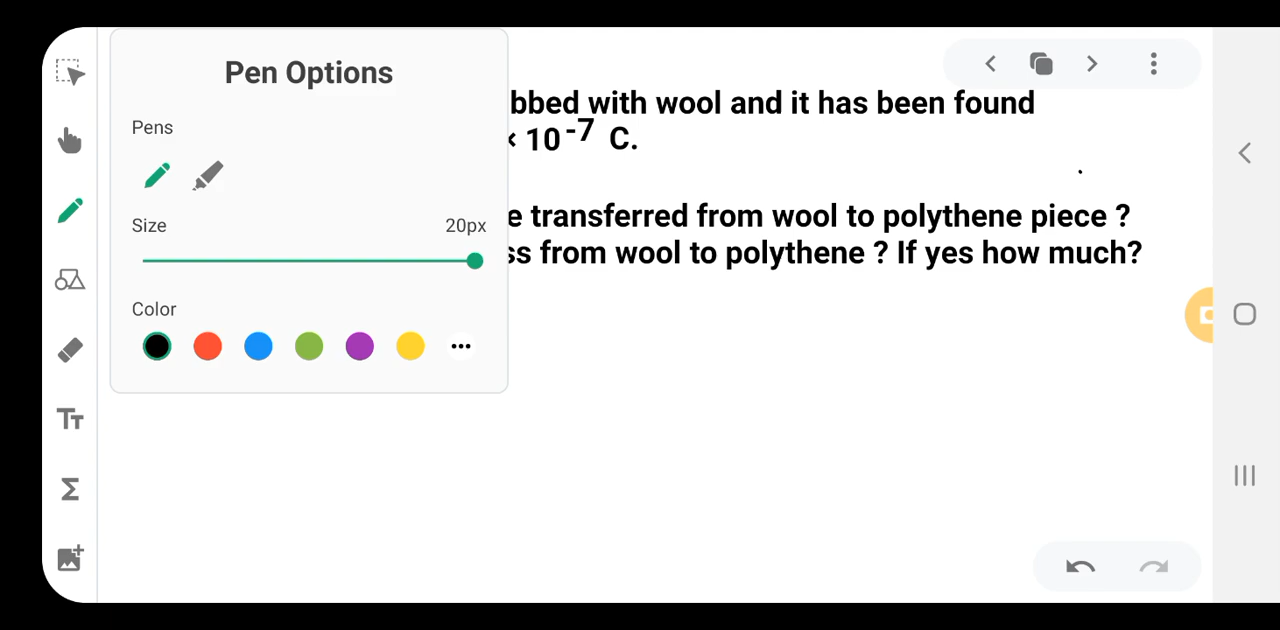 Pen Options
Pens
Size 20px
Color
bbed with wool and it has been found
× 10-7 C.
e transferred from wool to polythene piece ?
ss from wool to polythene ? If yes how much?
TT
Σ